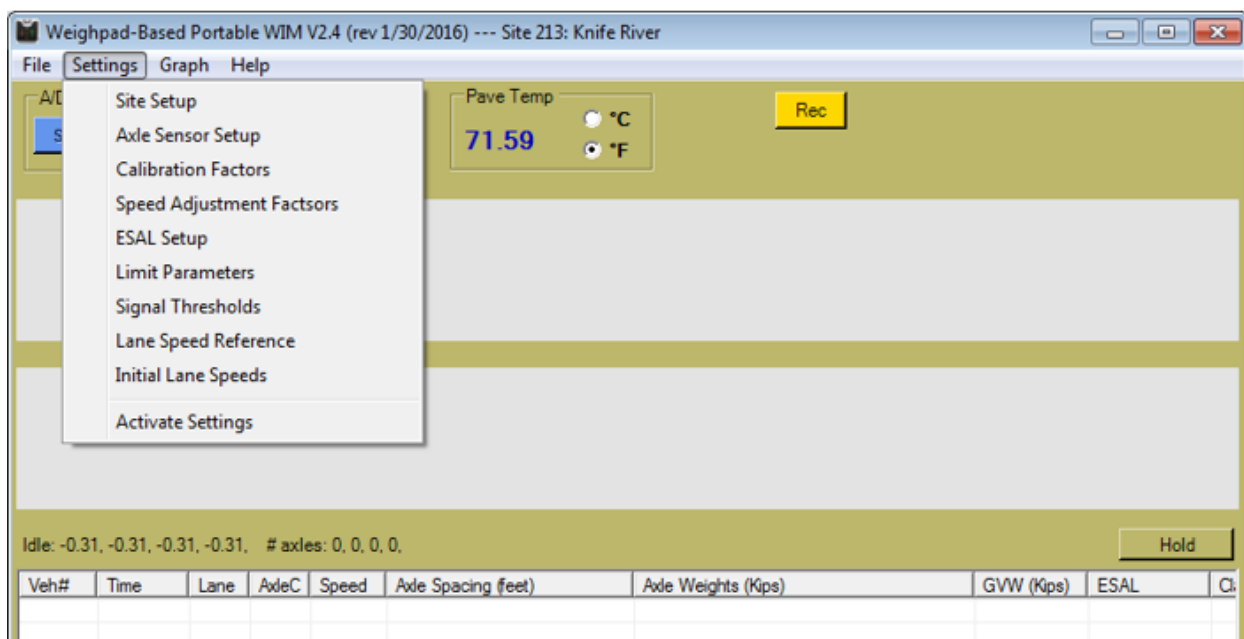 Weighpad-Based Portable WIM V2.4 (rev 1/30/2016) --- Site 213: Knife River
File Settings Graph Help
Site Setup
Axle Sensor Setup
Calibration Factors
Speed Adjustment Factsors
ESAL Setup
Limit Parameters
Signal Thresholds
Lane Speed Reference
Initial Lane Speeds
Activate Settings
Pave Temp
71.59
°C
°F
Rec
Idle: -0.31, -0.31, -0.31, -0.31, # axles: 0, 0, 0, 0,
Hold
Veh# Time Lane AxleC Speed Axle Spacing (feet) Axle Weights (Kips) GVW (Kips) ESAL